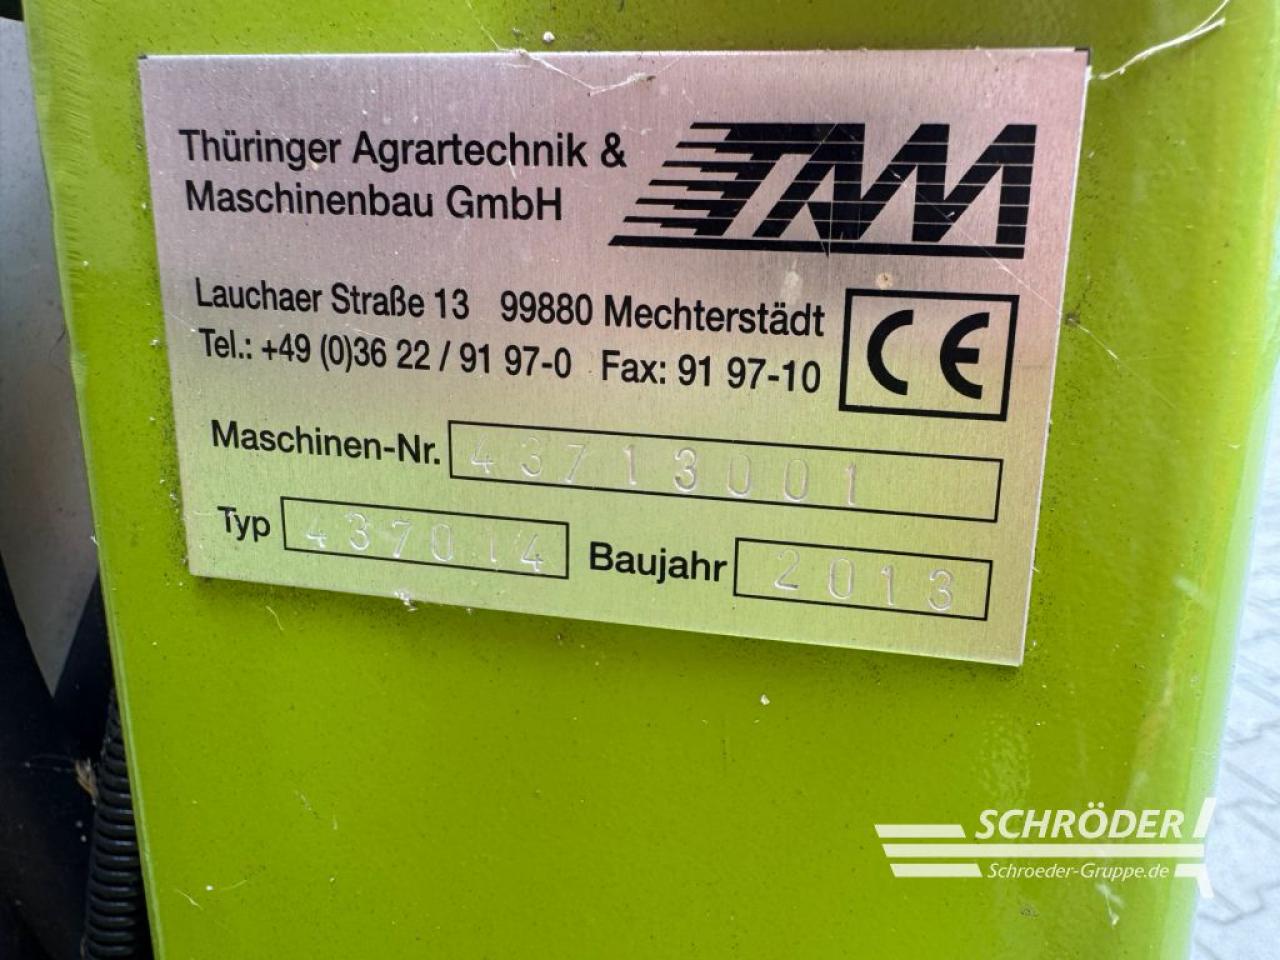 Thüringer Agrartechnik &
Maschinenbau GmbH
TAM
Lauchaer Straße 13 99880 Mechterstädt
Tel.: +49 (0)36 22 / 91 97-0 Fax: 91 97-10
CE
Maschinen-Nr. 43713001
Typ 437014 Baujahr 2013
SCHRÖDER
Schroeder-Gruppe.de